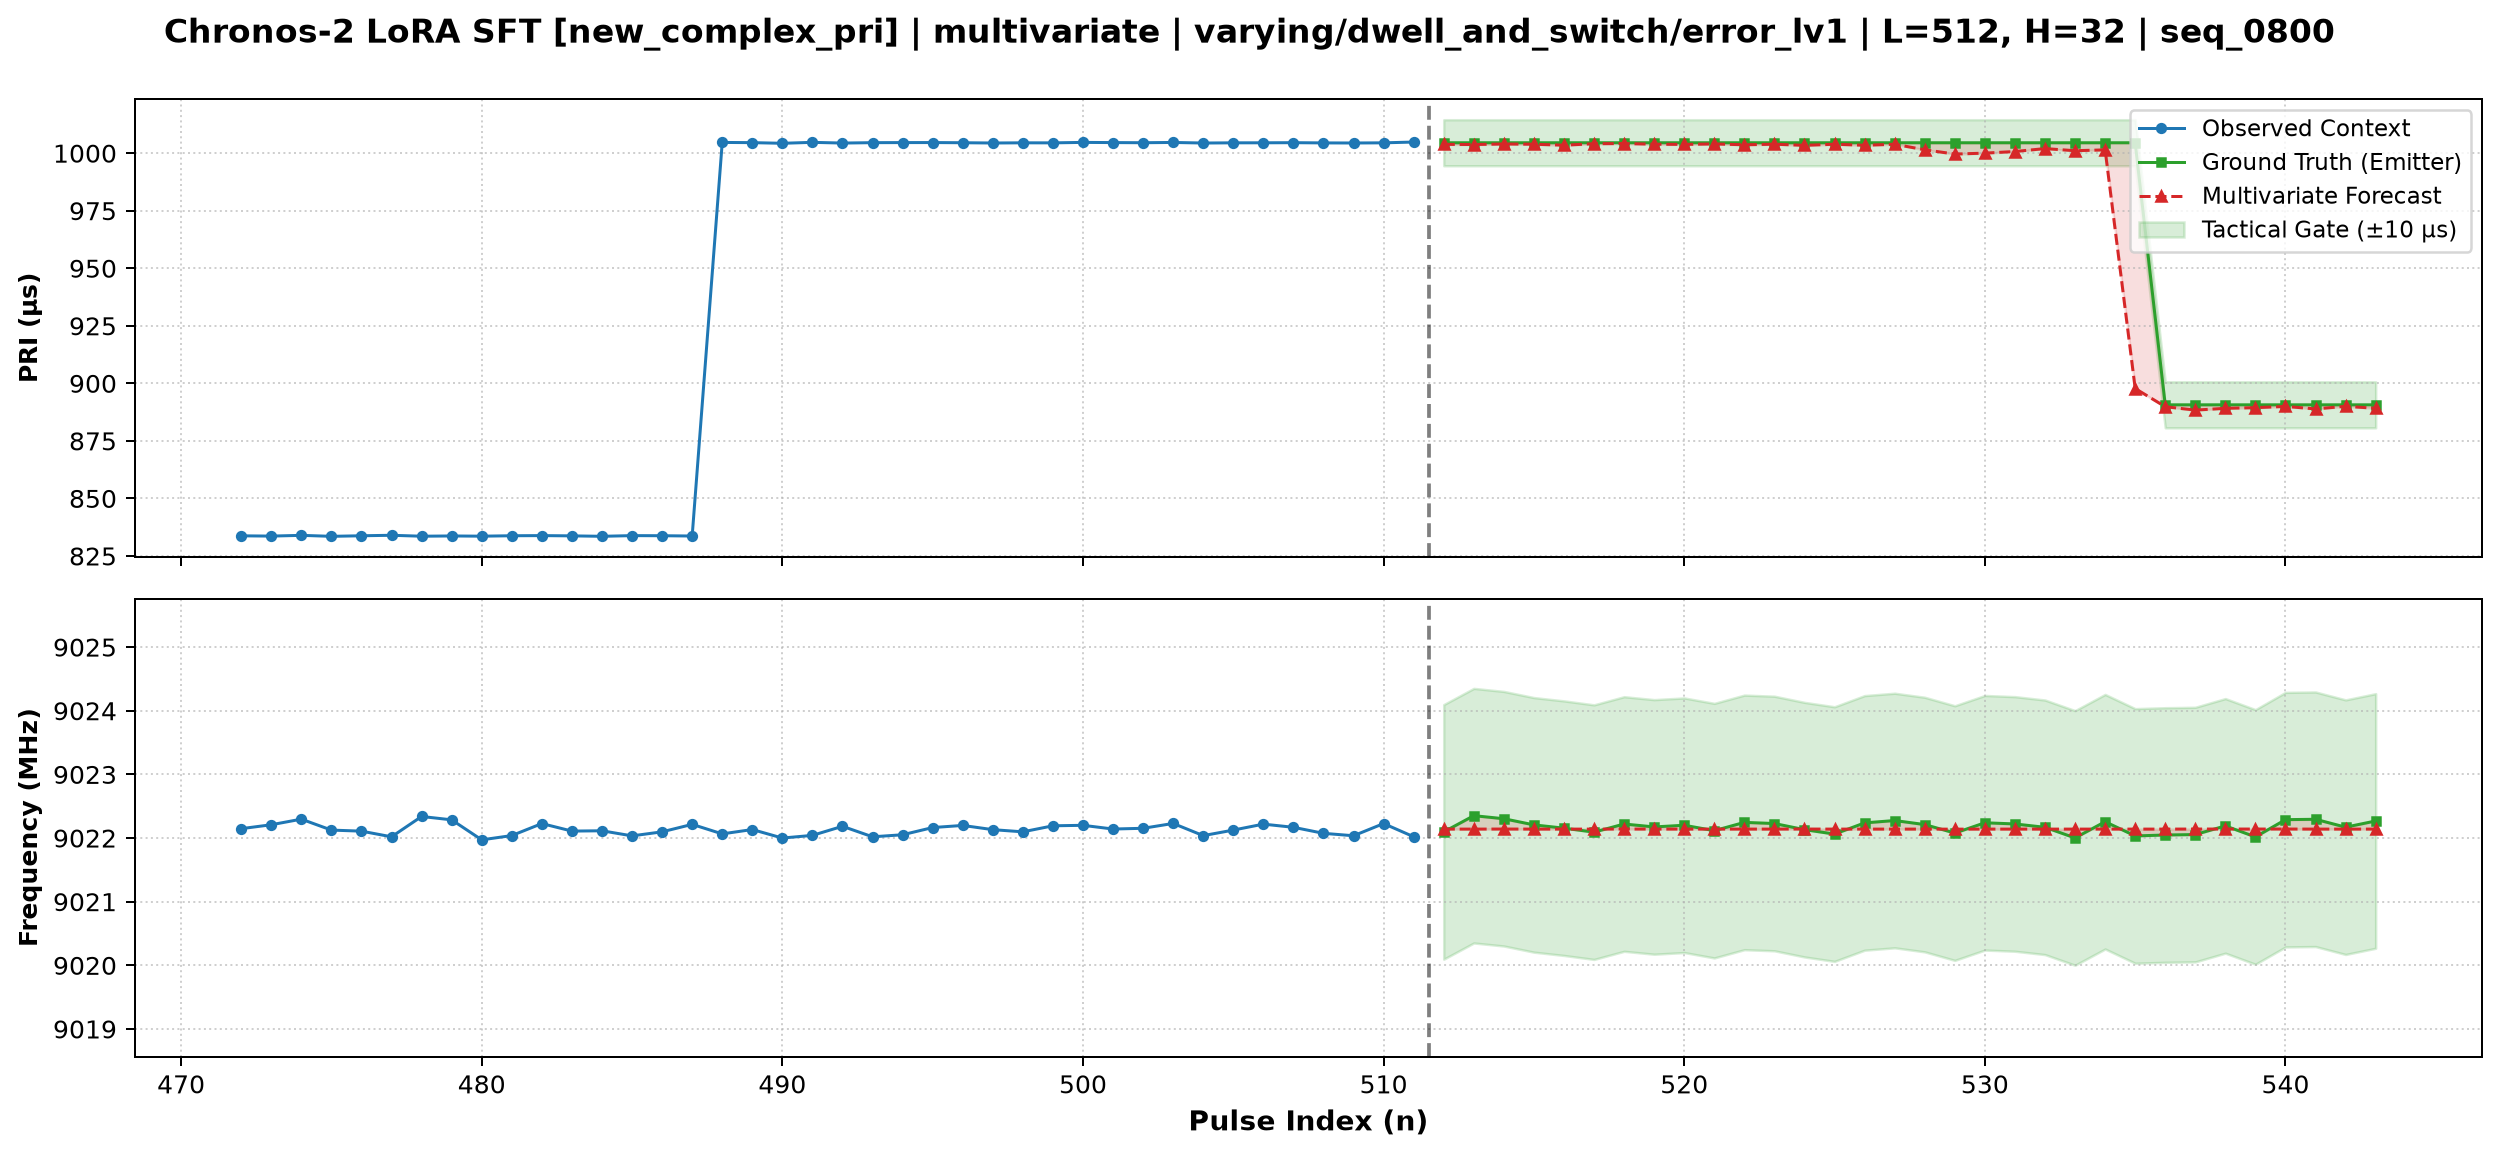 Chronos-2 LoRA SFT [new_complex_pri] | multivariate | varying/dwell_and_switch/error_lv1 | L=512, H=32 | seq_0800
PRI (µs)
1000
975
950
925
900
875
850
825
Observed Context
Ground Truth (Emitter)
Multivariate Forecast
Tactical Gate (±10 µs)
Frequency (MHz)
9025
9024
9023
9022
9021
9020
9019
470 480 490 500 510 520 530 540
Pulse Index (n)